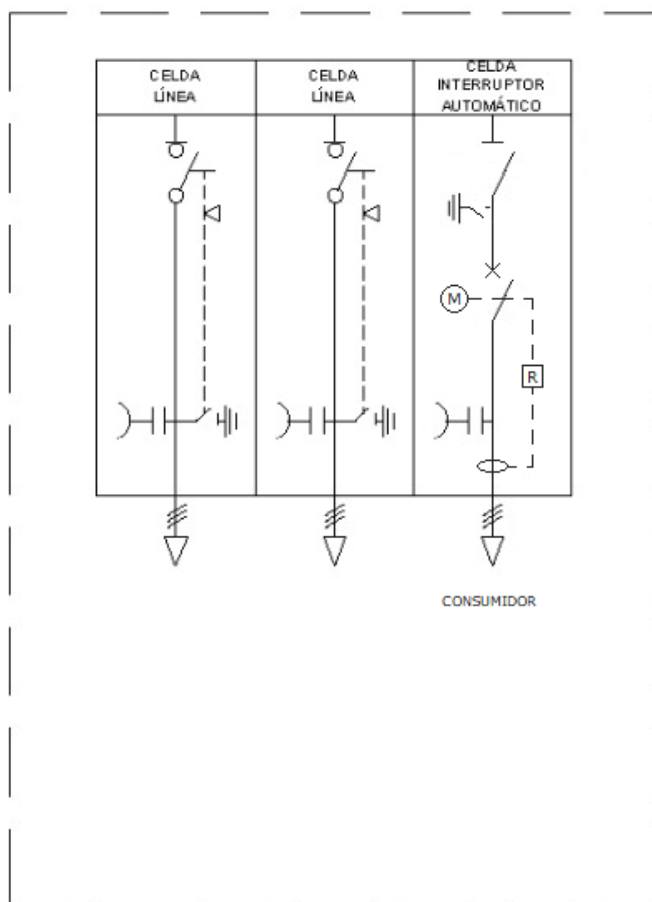 CELDA
LÍNEA
CELDA
LÍNEA
CELDA
INTERRUPTOR
AUTOMÁTICO
M
R
CONSUMIDOR